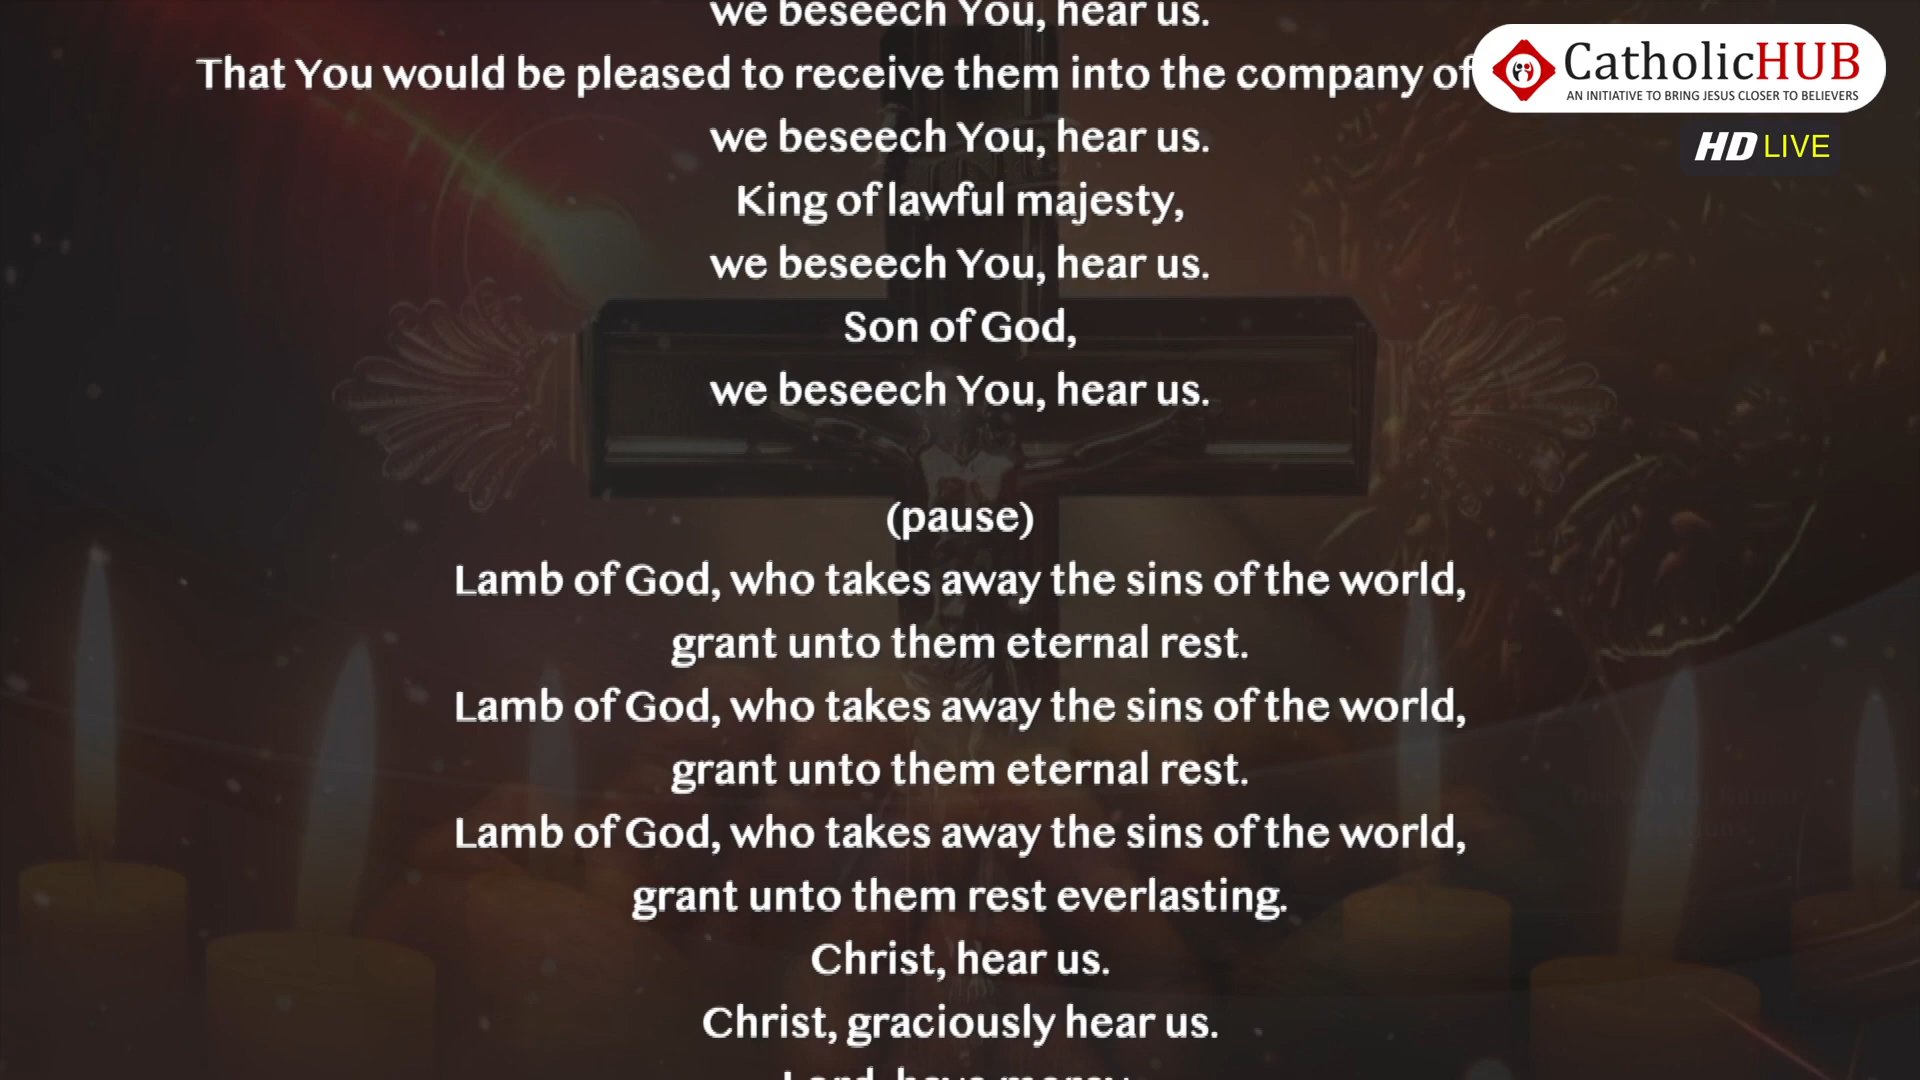 we beseech You, hear us.
That You would be pleased to receive them into the company of
CatholicHUB
AN INITIATIVE TO BRING JESUS CLOSER TO BELIEVERS
we beseech You, hear us.
HD LIVE
King of lawful majesty,
we beseech You, hear us.
Son of God,
we beseech You, hear us.
(pause)
Lamb of God, who takes away the sins of the world,
grant unto them eternal rest.
Lamb of God, who takes away the sins of the world,
grant unto them eternal rest.
Lamb of God, who takes away the sins of the world,
grant unto them rest everlasting.
Christ, hear us.
Christ, graciously hear us.
Lord, have mercy